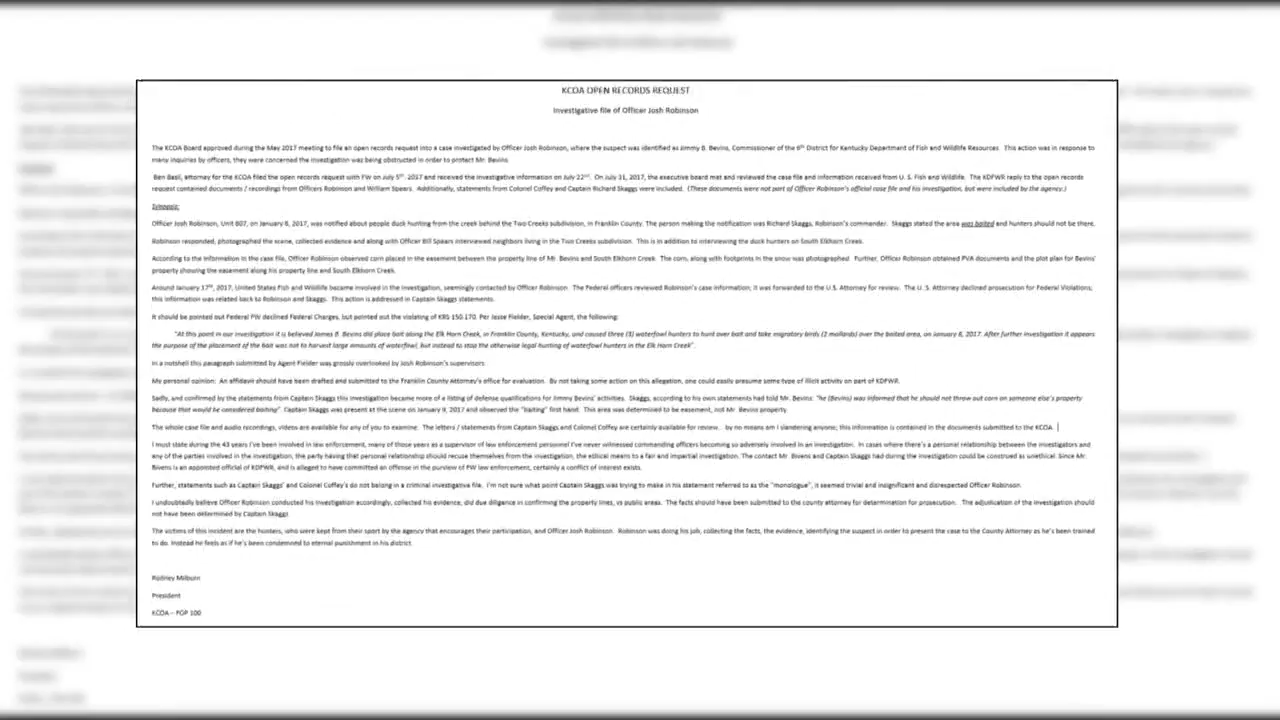 KCOA OPEN RECORDS REQUEST
Investigative file of Officer Josh Robinson
The KCOA Board approved during the May 2017 meeting to file an open records request into a case investigated by Officer Josh Robinson, where the suspect was identified as Jimmy B. Bevins, Commissioner of the 6th District for Kentucky Department of Fish and Wildlife Resources. This action was in response to
many inquiries by officers, they were concerned the investigation was being obstructed in order to protect Mr. Bevins.
Ben Basil, attorney for the KCOA filed the open records request with FW on July 5th, 2017 and received the investigative information on July 22nd. On July 31, 2017, the executive board met and reviewed the case file and information received from U. S. Fish and Wildlife. The KDFWR reply to the open records
request contained documents / recordings from Officers Robinson and William Spears. Additionally, statements from Colonel Coffey and Captain Richard Skaggs were included. (These documents were not part of Officer Robinson's official case file and his investigation, but were included by the agency.)
Synopsis:
Officer Josh Robinson, Unit 607, on January 8, 2017, was notified about people duck hunting from the creek behind the Two Creeks subdivision, in Franklin County. The person making the notification was Richard Skaggs, Robinson's commander. Skaggs stated the area was baited and hunters should not be there.
Robinson responded, photographed the scene, collected evidence and along with Officer Bill Spears interviewed neighbors living in the Two Creeks subdivision. This is in addition to interviewing the duck hunters on South Elkhorn Creek.
According to the information in the case file, Officer Robinson observed corn placed in the easement between the property line of Mr. Bevins and South Elkhorn Creek. The corn, along with footprints in the snow was photographed. Further, Officer Robinson obtained PVA documents and the plot plan for Bevins'
property showing the easement along his property line and South Elkhorn Creek.
Around January 17th, 2017, United States Fish and Wildlife became involved in the investigation, seemingly contacted by Officer Robinson. The Federal officers reviewed Robinson's case information; it was forwarded to the U.S. Attorney for review. The U. S. Attorney declined prosecution for Federal Violations;
this information was related back to Robinson and Skaggs. This action is addressed in Captain Skaggs statements.
It should be pointed out Federal FW declined Federal Charges, but pointed out the violating of KRS 150.170. Per Jesse Fielder, Special Agent, the following:
"At this point in our investigation it is believed James B. Bevins did place bait along the Elk Horn Creek, in Franklin County, Kentucky, and caused three (3) waterfowl hunters to hunt over bait and take migratory birds (2 mallards) over the baited area, on January 8, 2017. After further investigation it appears
the purpose of the placement of the bait was not to harvest large amounts of waterfowl, but instead to stop the otherwise legal hunting of waterfowl hunters in the Elk Horn Creek".
In a nutshell this paragraph submitted by Agent Fielder was grossly overlooked by Josh Robinson's supervisors.
My personal opinion: An affidavit should have been drafted and submitted to the Franklin County Attorney's office for evaluation. By not taking some action on this allegation, one could easily presume some type of illicit activity on part of KDFWR.
Sadly, and confirmed by the statements from Captain Skaggs this investigation became more of a listing of defense qualifications for Jimmy Bevins' activities. Skaggs, according to his own statements had told Mr. Bevins: "he (Bevins) was informed that he should not throw out corn on someone else's property
because that would be considered baiting". Captain Skaggs was present at the scene on January 9, 2017 and observed the "baiting" first hand. This area was determined to be easement, not Mr. Bevins property.
The whole case file and audio recordings, videos are available for any of you to examine. The letters / statements from Captain Skaggs and Colonel Coffey are certainly available for review. by no means am I slandering anyone; this information is contained in the documents submitted to the KCOA.
I must state during the 43 years I've been involved in law enforcement, many of those years as a supervisor of law enforcement personnel I've never witnessed commanding officers becoming so adversely involved in an investigation. In cases where there's a personal relationship between the investigators and
any of the parties involved in the investigation, the party having that personal relationship should recuse themselves from the investigation, the ethical means to a fair and impartial investigation. The contact Mr. Bivens and Captain Skaggs had during the investigation could be construed as unethical. Since Mr.
Bivens is an appointed official of KDFWR, and is alleged to have committed an offense in the purview of FW law enforcement, certainly a conflict of interest exists.
Further, statements such as Captain Skaggs' and Colonel Coffey's do not belong in a criminal investigative file. I'm not sure what point Captain Skaggs was trying to make in his statement referred to as the "monologue", it seemed trivial and insignificant and disrespected Officer Robinson.
I undoubtedly believe Officer Robinson conducted his investigation accordingly, collected his evidence, did due diligence in confirming the property lines, vs public areas. The facts should have been submitted to the county attorney for determination for prosecution. The adjudication of the investigation should
not have been determined by Captain Skaggs.
The victims of this incident are the hunters, who were kept from their sport by the agency that encourages their participation, and Officer Josh Robinson. Robinson was doing his job, collecting the facts, the evidence, identifying the suspect in order to present the case to the County Attorney as he's been trained
to do. Instead he feels as if he's been condemned to eternal punishment in his district.
Rodney Milburn
President
KCOA – FOP 100